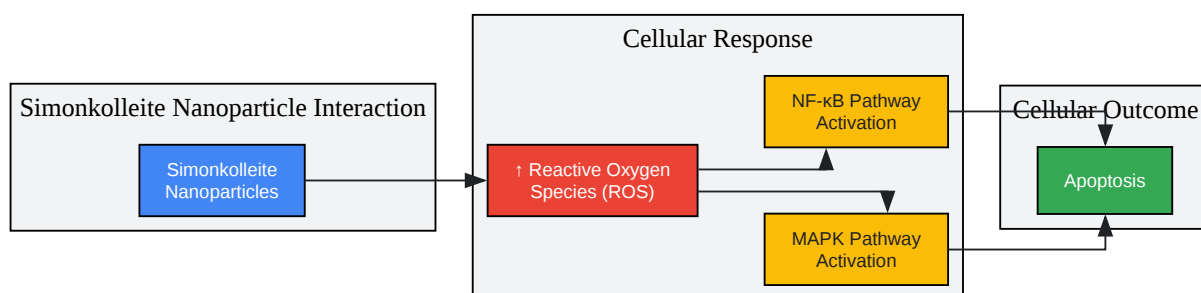 Simonkolleite Nanoparticle Interaction
Simonkolleite
Nanoparticles
Cellular Response
↑ Reactive Oxygen
Species (ROS)
NF-κB Pathway
Activation
MAPK Pathway
Activation
Cellular Outcome
Apoptosis